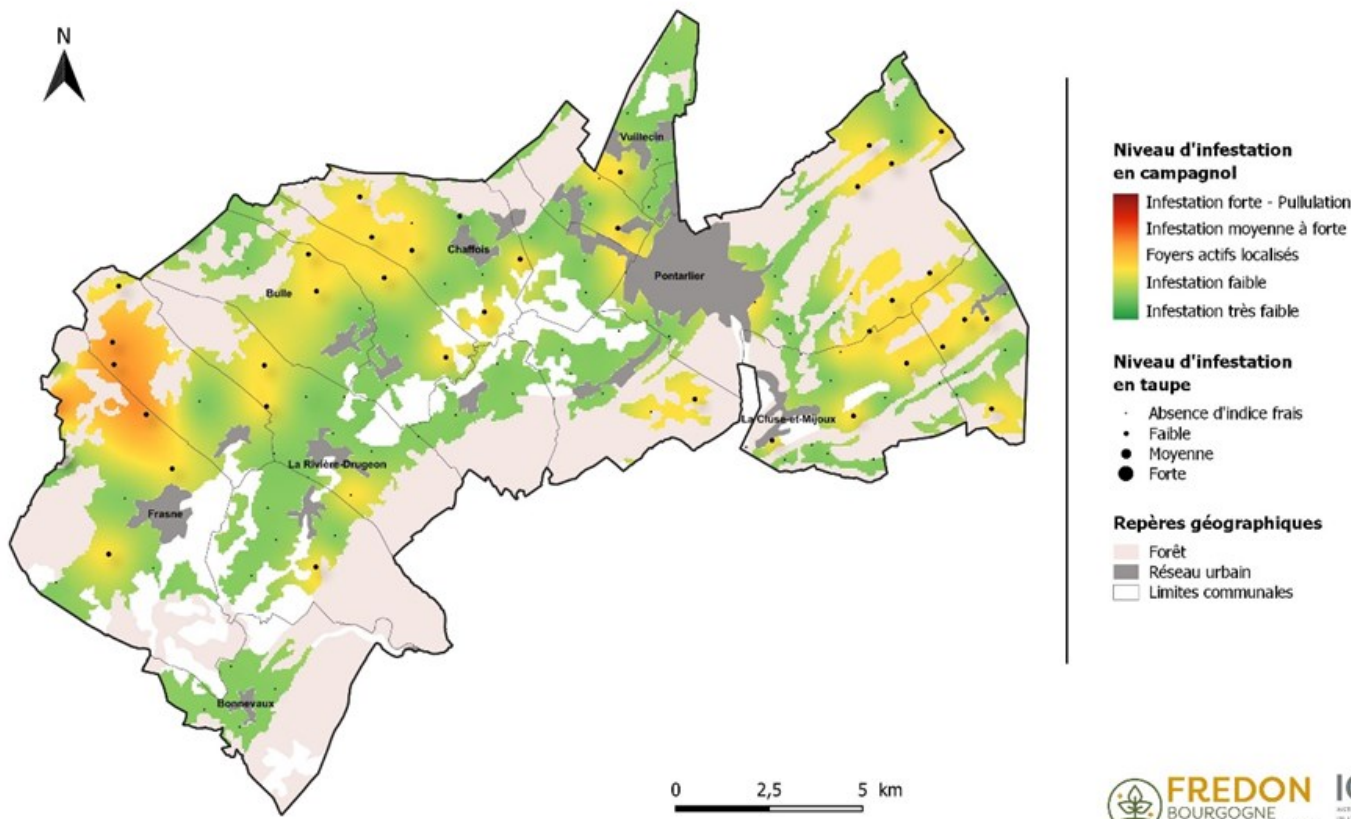 N
Vuillecin
Chaffois
Pontarlier
Bulle
La Cluse-et-Mijoux
La Rivière-Drugeon
Frasne
Bonnevaux
0 2,5 5 km
Niveau d'infestation
en campagnol
Infestation forte - Pullulation
Infestation moyenne à forte
Foyers actifs localisés
Infestation faible
Infestation très faible
Niveau d'infestation
en taupe
Absence d'indice frais
Faible
Moyenne
Forte
Repères géographiques
Forêt
Réseau urbain
Limites communales
FREDON
BOURGOGNE